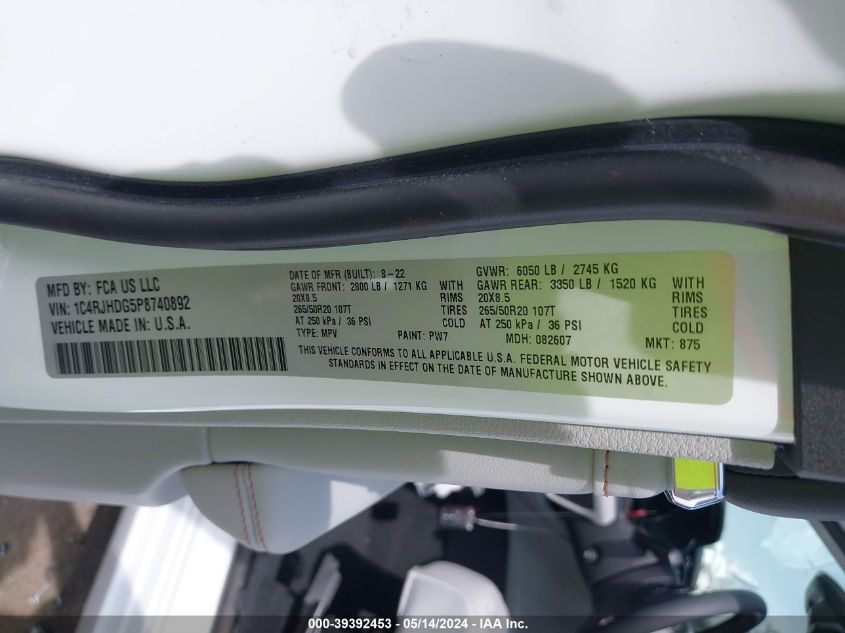 MFD BY: FCA US LLC
VIN: 1C4RJHDG5P8740892
VEHICLE MADE IN: U.S.A.
DATE OF MFR (BUILT): 8-22
GAWR FRONT: 2800 LB / 1271 KG WITH
20X8.5 RIMS
265/50R20 107T TIRES
AT 250 kPa / 36 PSI COLD
TYPE: MPV PAINT: PW7
GVWR: 6050 LB / 2745 KG
GAWR REAR: 3350 LB / 1520 KG WITH
20X8.5 RIMS
265/50R20 107T TIRES
AT 250 kPa / 36 PSI COLD
MDH: 082607 MKT: 875
THIS VEHICLE CONFORMS TO ALL APPLICABLE U.S.A. FEDERAL MOTOR VEHICLE SAFETY
STANDARDS IN EFFECT ON THE DATE OF MANUFACTURE SHOWN ABOVE.
000-39392453 - 05/14/2024 - IAA Inc.